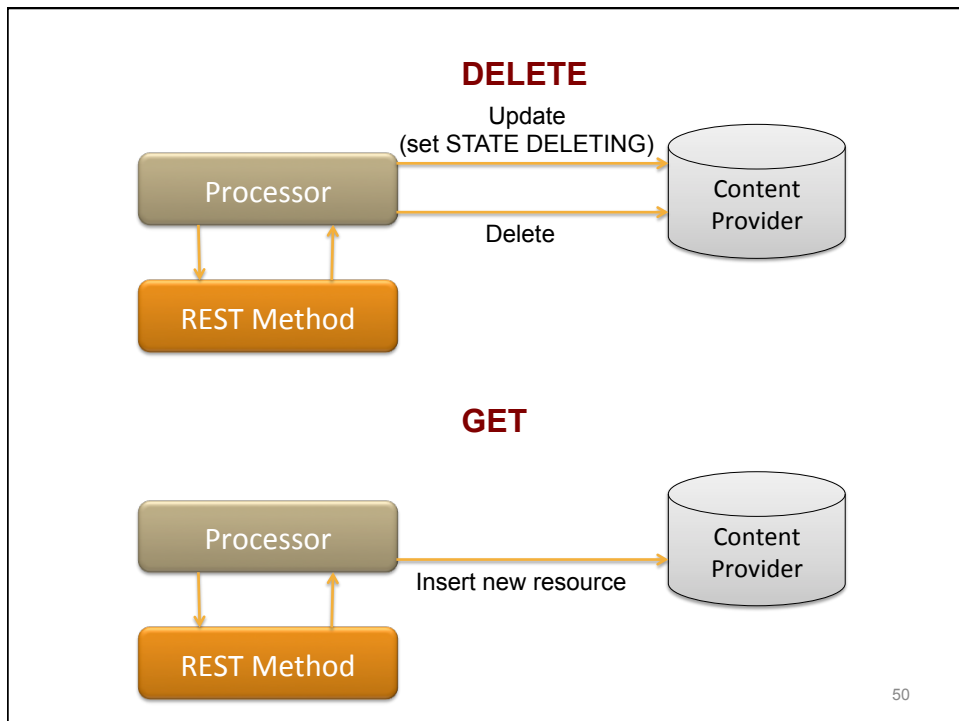 DELETE
Update
(set STATE DELETING)
Processor
Content
Provider
Delete
REST Method
GET
Processor
Content
Provider
Insert new resource
REST Method
50